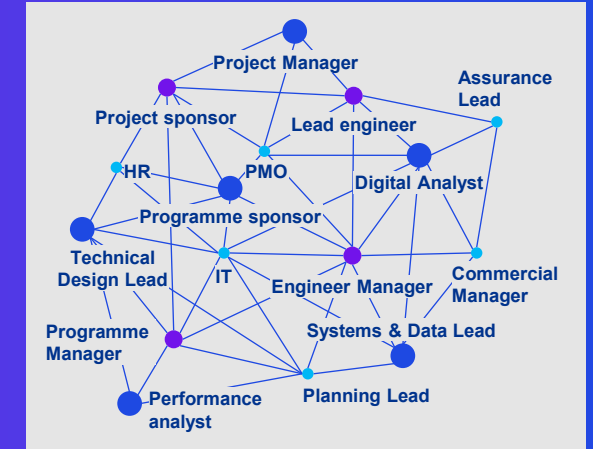 Project Manager
Assurance
Lead
Project sponsor
Lead engineer
HR
PMO
Digital Analyst
Programme sponsor
Technical
Design Lead
IT
Engineer Manager
Commercial
Manager
Programme
Manager
Systems & Data Lead
Performance
analyst
Planning Lead